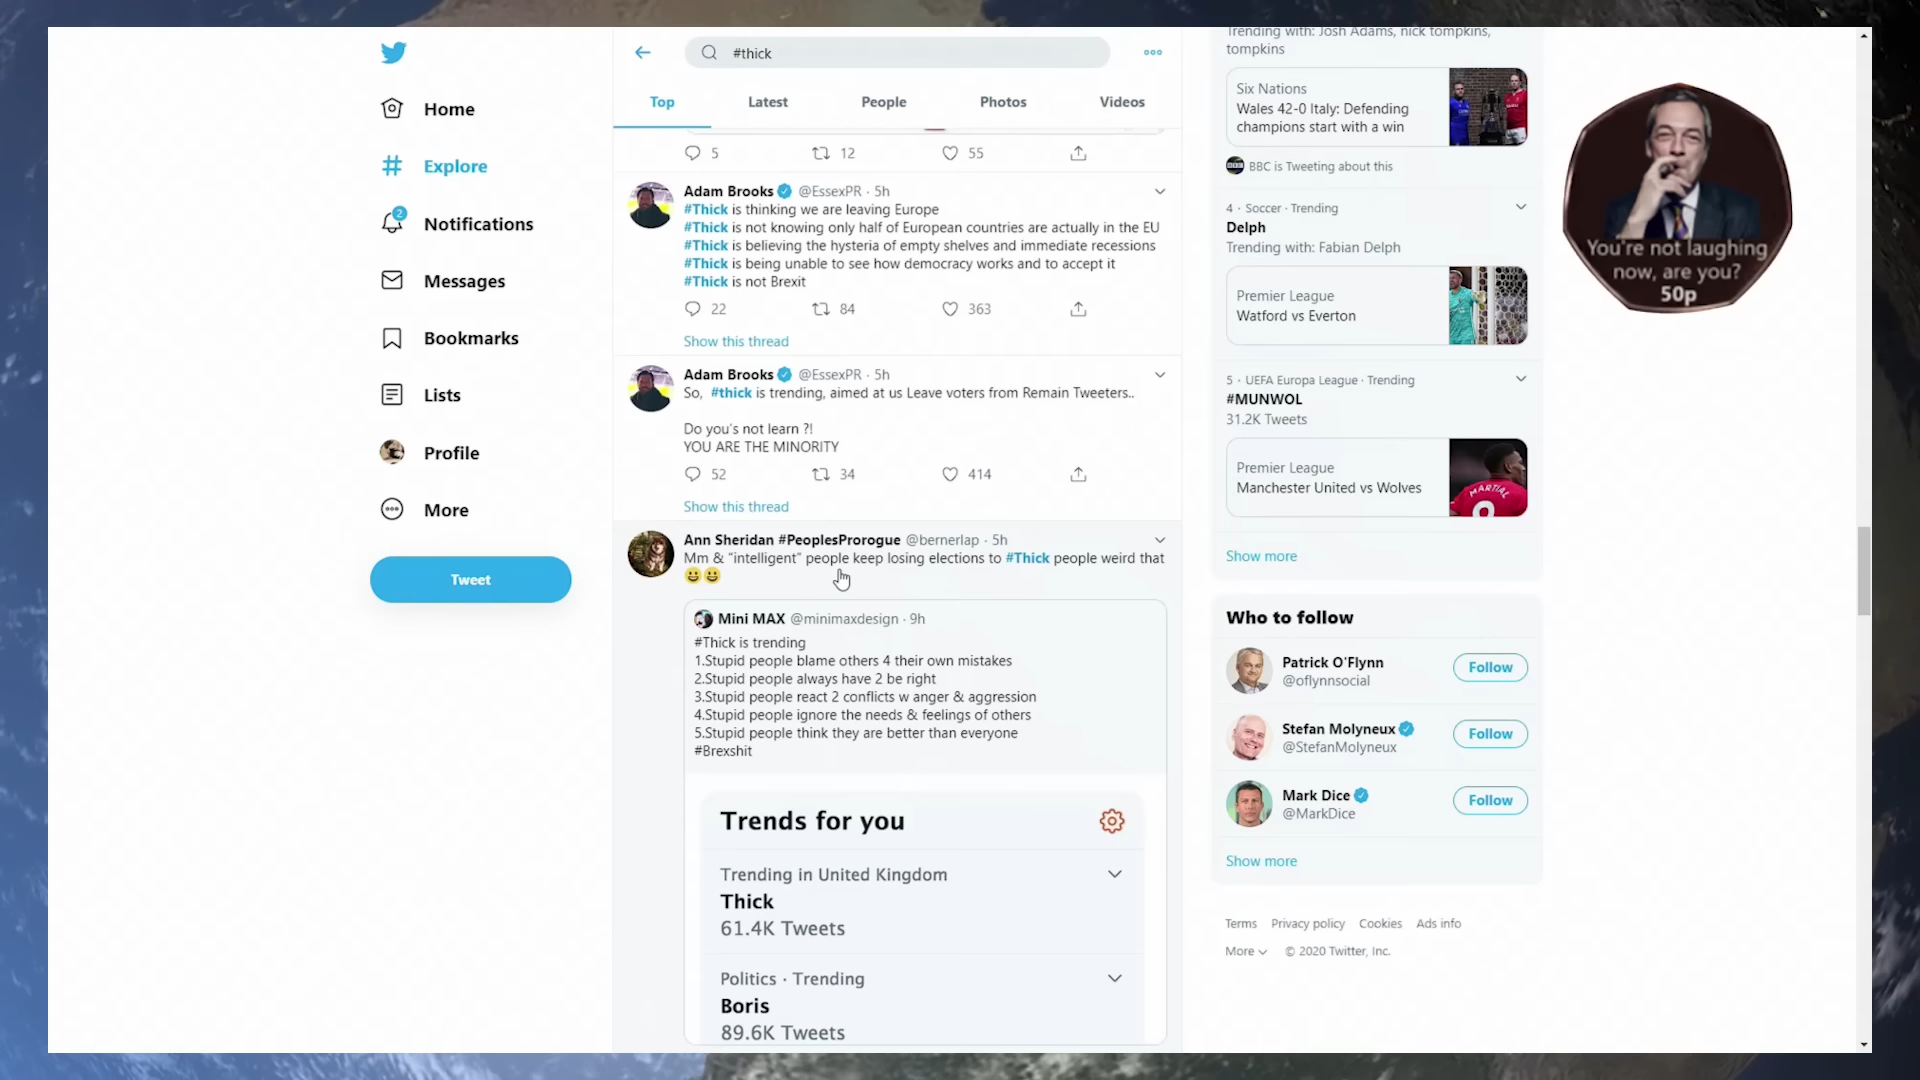 #thick
Top
Latest
People
Photos
Videos
Home
Explore
2
Notifications
Messages
Bookmarks
Lists
Profile
More
Tweet
5
12
55
Adam Brooks @EssexPR · 5h
#Thick is thinking we are leaving Europe
#Thick is not knowing only half of European countries are actually in the EU
#Thick is believing the hysteria of empty shelves and immediate recessions
#Thick is being unable to see how democracy works and to accept it
#Thick is not Brexit
22
84
363
Show this thread
Adam Brooks @EssexPR · 5h
So, #thick is trending, aimed at us Leave voters from Remain Tweeters..
Do you's not learn ?!
YOU ARE THE MINORITY
52
34
414
Show this thread
Ann Sheridan #PeoplesProrogue @bernerlap · 5h
Mm & "intelligent" people keep losing elections to #Thick people weird that
Mini MAX @minimaxdesign · 9h
#Thick is trending
1.Stupid people blame others 4 their own mistakes
2.Stupid people always have 2 be right
3.Stupid people react 2 conflicts w anger & aggression
4.Stupid people ignore the needs & feelings of others
5.Stupid people think they are better than everyone
#Brexshit
Trends for you
Trending in United Kingdom
Thick
61.4K Tweets
Politics · Trending
Boris
89.6K Tweets
Trending with: Josh Adams, nick tompkins,
tompkins
Six Nations
Wales 42-0 Italy: Defending
champions start with a win
BBC is Tweeting about this
4 · Soccer · Trending
Delph
Trending with: Fabian Delph
Premier League
Watford vs Everton
5 · UEFA Europa League · Trending
#MUNWOL
31.2K Tweets
Premier League
Manchester United vs Wolves
MARTIAL
9
Show more
Who to follow
Patrick O'Flynn
@oflynnsocial
Follow
Stefan Molyneux
@StefanMolyneux
Follow
Mark Dice
@MarkDice
Follow
Show more
Terms Privacy policy Cookies Ads info
More © 2020 Twitter, Inc.
You're not laughing
now, are you?
50p